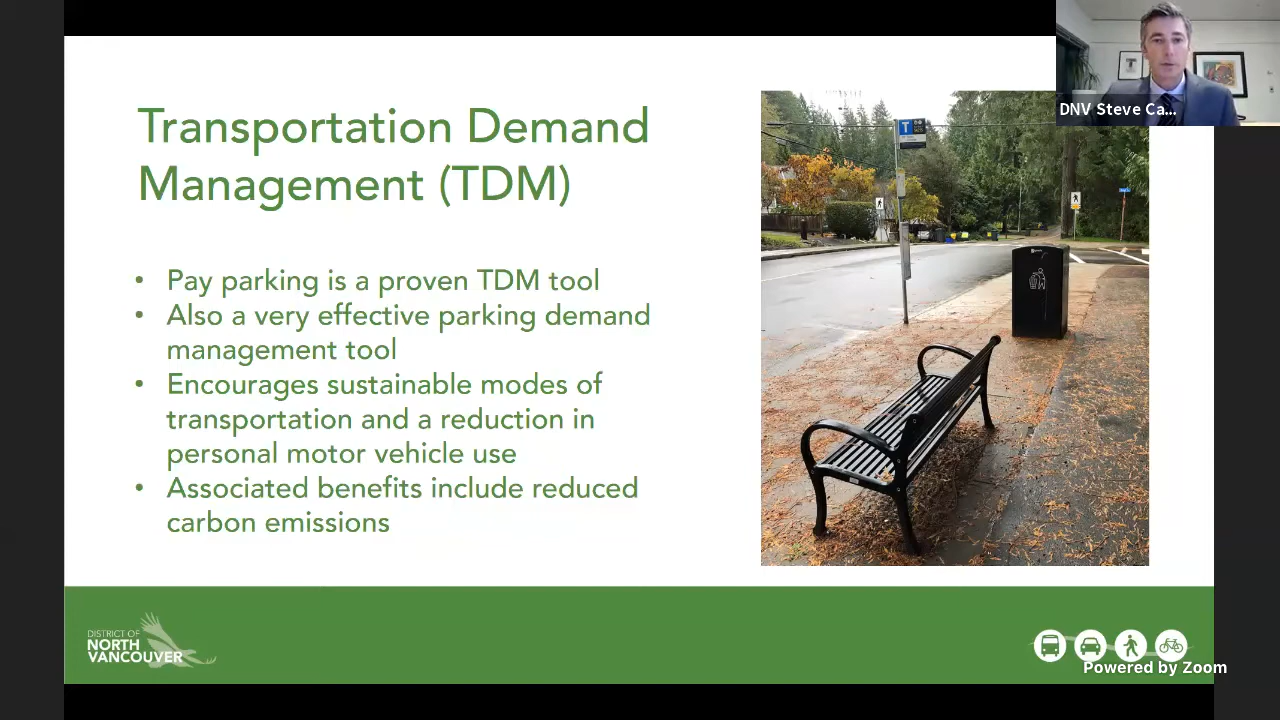 DNV Steve Ca...
Transportation Demand
Management (TDM)
• Pay parking is a proven TDM tool
• Also a very effective parking demand
management tool
• Encourages sustainable modes of
transportation and a reduction in
personal motor vehicle use
• Associated benefits include reduced
carbon emissions
T
DISTRICT OF
NORTH
VANCOUVER
Powered by Zoom